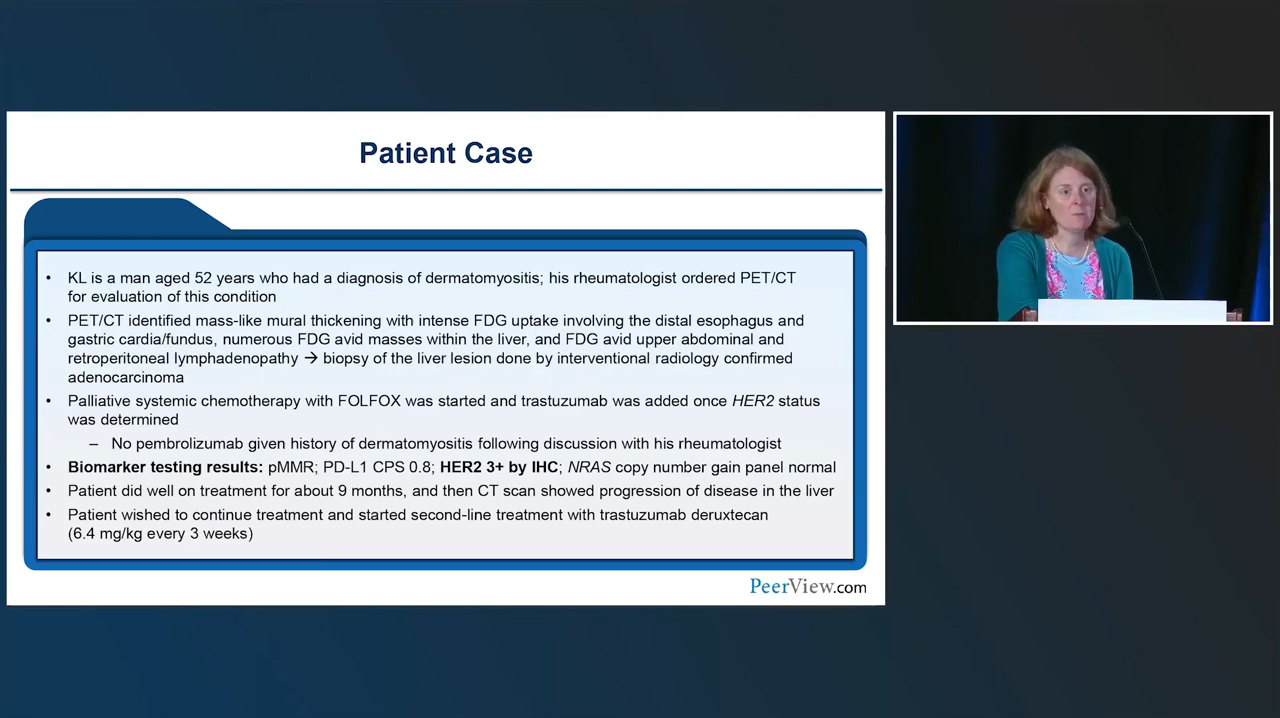 Patient Case
• KL is a man aged 52 years who had a diagnosis of dermatomyositis; his rheumatologist ordered PET/CT
for evaluation of this condition
• PET/CT identified mass-like mural thickening with intense FDG uptake involving the distal esophagus and
gastric cardia/fundus, numerous FDG avid masses within the liver, and FDG avid upper abdominal and
retroperitoneal lymphadenopathy → biopsy of the liver lesion done by interventional radiology confirmed
adenocarcinoma
• Palliative systemic chemotherapy with FOLFOX was started and trastuzumab was added once HER2 status
was determined
– No pembrolizumab given history of dermatomyositis following discussion with his rheumatologist
• Biomarker testing results: pMMR; PD-L1 CPS 0.8; HER2 3+ by IHC; NRAS copy number gain panel normal
• Patient did well on treatment for about 9 months, and then CT scan showed progression of disease in the liver
• Patient wished to continue treatment and started second-line treatment with trastuzumab deruxtecan
(6.4 mg/kg every 3 weeks)
PeerView.com